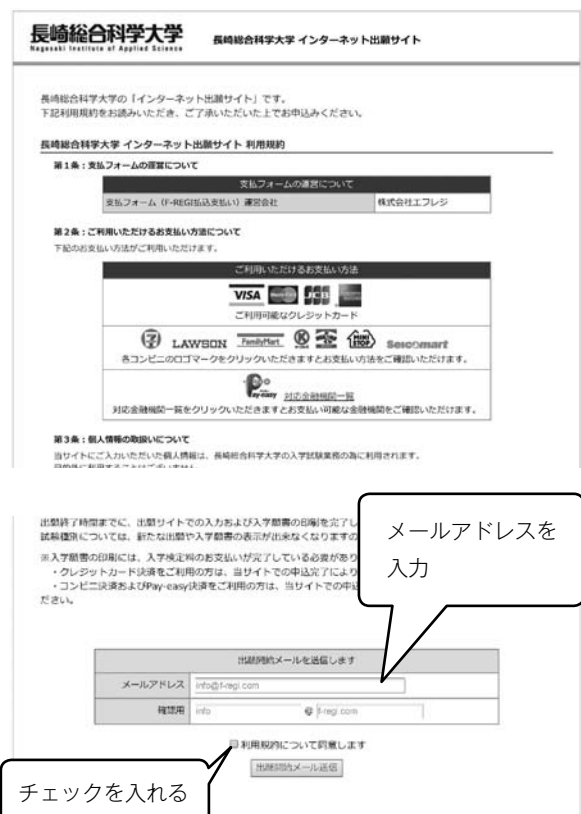 長崎総合科学大学
Nagasaki Institute of Applied Science
長崎総合科学大学 インターネット出願サイト
長崎総合科学大学の「インターネット出願サイト」です。
下記利用規約をお読みいただき、ご了承いただいた上でお申込みください。
長崎総合科学大学 インターネット出願サイト 利用規約
第1条：支払フォームの運営について
支払フォームの運営について
支払フォーム（F-REGI払込支払い）運営会社 株式会社エフレジ
第2条：ご利用いただけるお支払い方法について
下記のお支払い方法がご利用いただけます。
ご利用いただけるお支払い方法
VISA MasterCard JCB
ご利用可能なクレジットカード
LAWSON FamilyMart MINI STOP Seicomart
各コンビニのロゴマークをクリックいただきますとお支払い方法をご確認いただけます。
Pay-easy 対応金融機関一覧
対応金融機関一覧をクリックいただきますとお支払い可能な金融機関をご確認いただけます。
第3条：個人情報の取扱いについて
当サイトにご入力いただいた個人情報は、長崎総合科学大学の入学試験業務の為に利用されます。
目的外に利用することはございません。
出願終了時間までに、出願サイトでの入力および入学願書の印刷を完了し
試験種別については、新たな出願や入学願書の表示が出来なくなりますの
※入学願書の印刷には、入学検定料のお支払いが完了している必要があり
・クレジットカード決済をご利用の方は、当サイトでの申込完了により
・コンビニ決済およびPay-easy決済をご利用の方は、当サイトでの申込
ださい。
メールアドレスを
入力
出願開始メールを送信します
メールアドレス info@f-regi.com
確認用 info @ f-regi.com
利用規約について同意します
出願開始メール送信
チェックを入れる